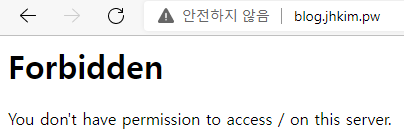 안전하지 않음 | blog.jhkim.pw
Forbidden
You don't have permission to access / on this server.